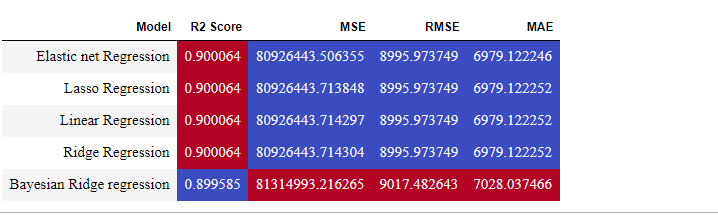 Model R2 Score MSE RMSE MAE
Elastic net Regression 0.900064 80926443.506355 8995.973749 6979.122246
Lasso Regression 0.900064 80926443.713848 8995.973749 6979.122252
Linear Regression 0.900064 80926443.714297 8995.973749 6979.122252
Ridge Regression 0.900064 80926443.714304 8995.973749 6979.122252
Bayesian Ridge regression 0.899585 81314993.216265 9017.482643 7028.037466